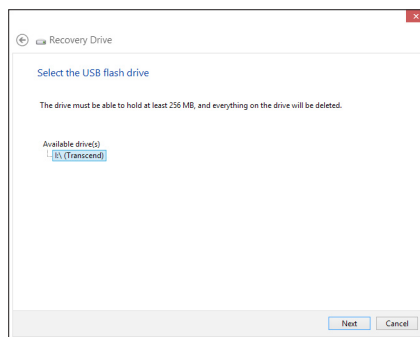 Recovery Drive
Select the USB flash drive
The drive must be able to hold at least 256 MB, and everything on the drive will be deleted.
Available drive(s)
I:\ (Transcend)
Next
Cancel